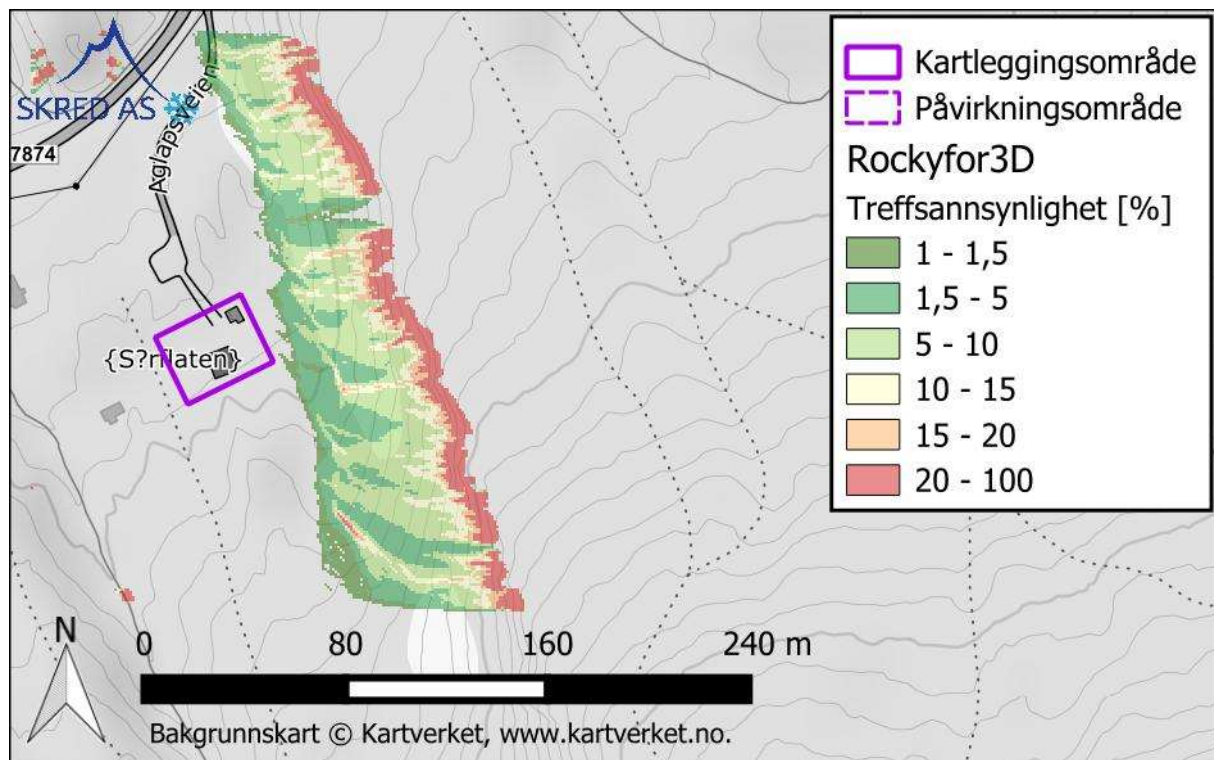 SKRED AS
7874
Aglapsveien
{S?rflaten}
Kartleggingsområde
Påvirkningsområde
Rockyfor3D
Treffsannsynlighet [%]
1 - 1,5
1,5 - 5
5 - 10
10 - 15
15 - 20
20 - 100
N
0 80 160 240 m
Bakgrunnskart © Kartverket, www.kartverket.no.